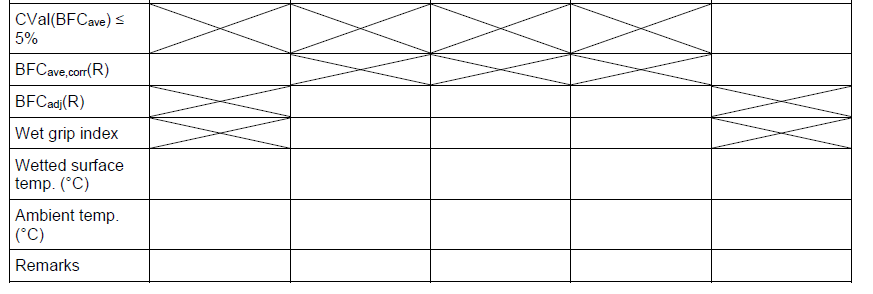 CVal(BFCave) ≤
5%
BFCave,corr(R)
BFCadj(R)
Wet grip index
Wetted surface
temp. (°C)
Ambient temp.
(°C)
Remarks